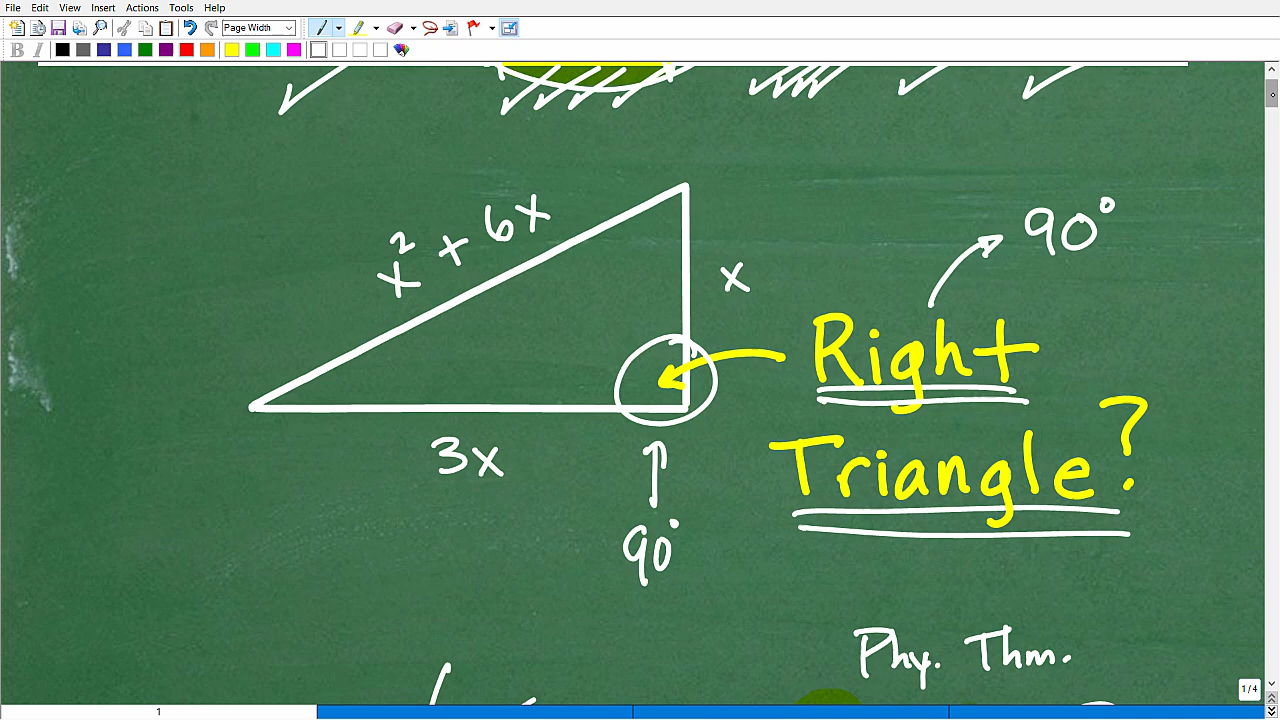 File Edit View Insert Actions Tools Help
Page Width
B I
x² + 6x
x
3x
90°
90°
Right
Triangle?
Phy. Thm.
1/4
1